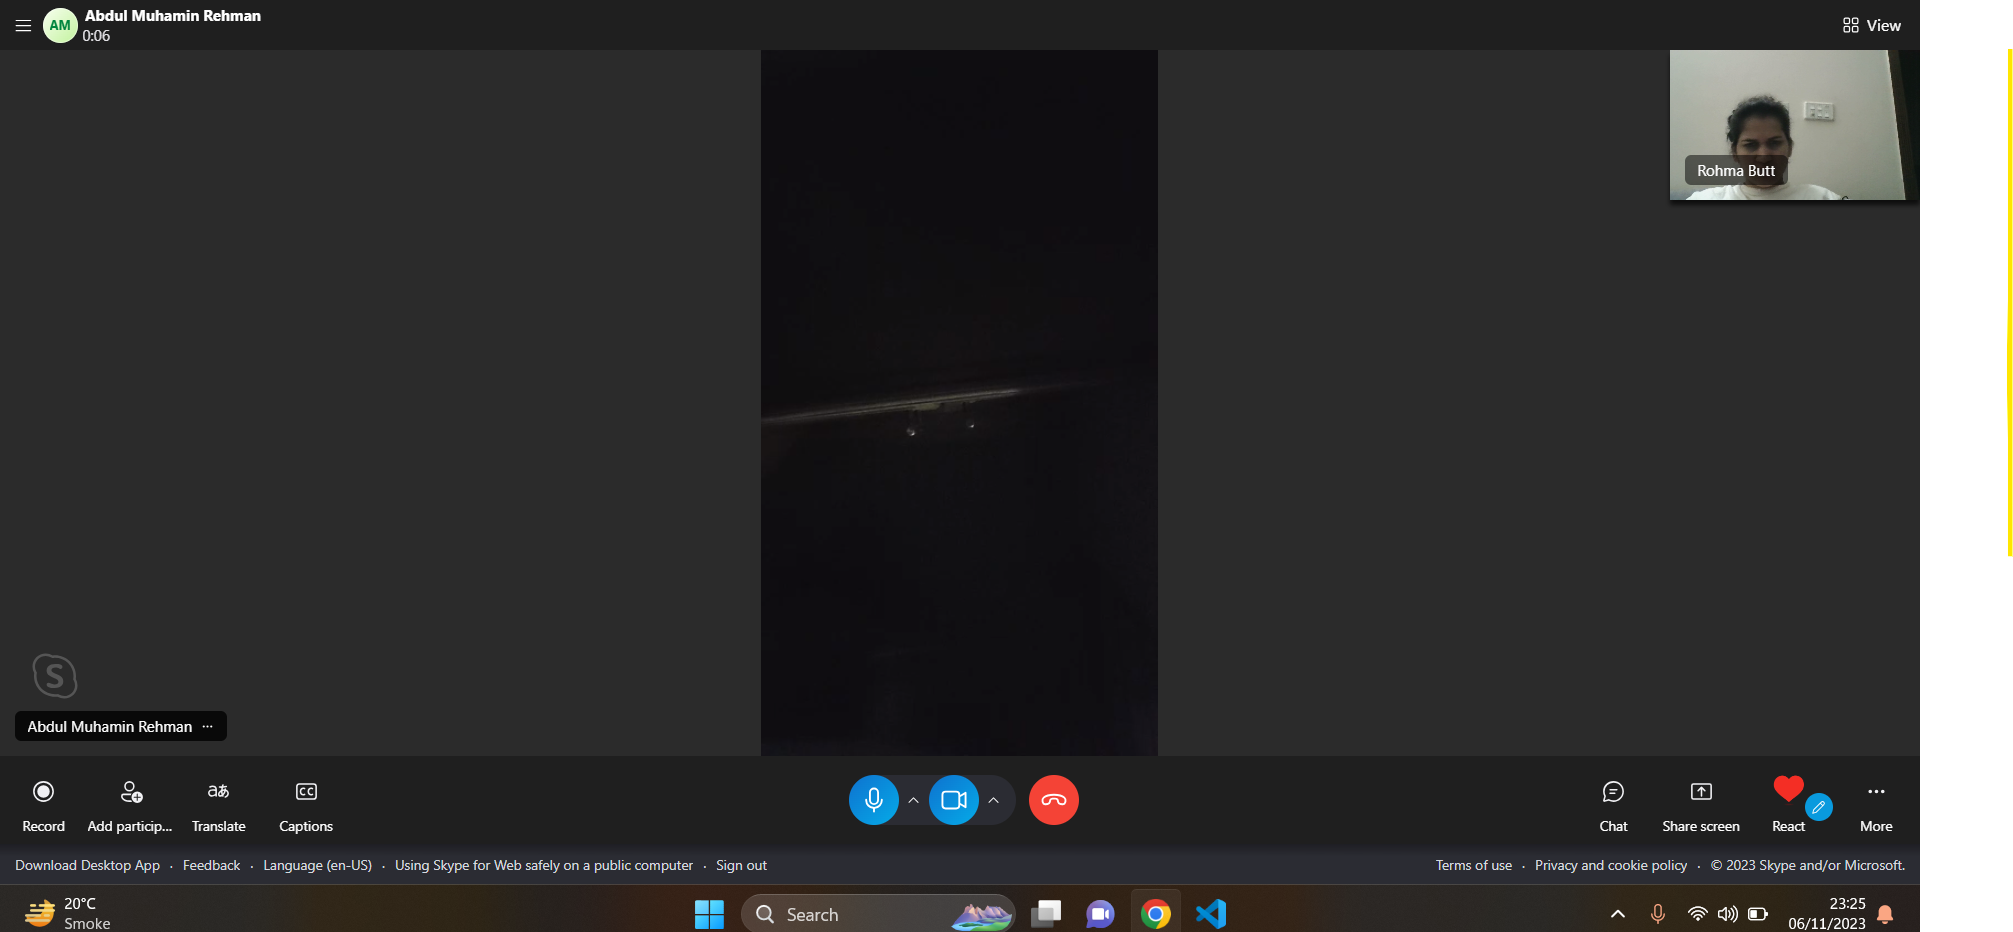 AM
Abdul Muhamin Rehman
0:06
View
Rohma Butt
S
Abdul Muhamin Rehman ...
Record
Add particip...
Translate
aあ
Captions
CC
Chat
Share screen
React
More
Download Desktop App · Feedback · Language (en-US) · Using Skype for Web safely on a public computer · Sign out
Terms of use · Privacy and cookie policy · © 2023 Skype and/or Microsoft.
20°C
Smoke
Search
23:25
06/11/2023